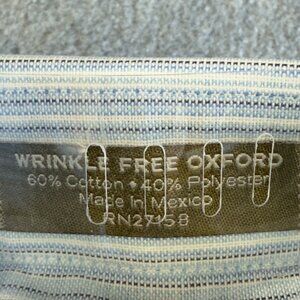 WRINKLE FREE OXFORD
60% Cotton • 40% Polyester
Made In Mexico
RN27158